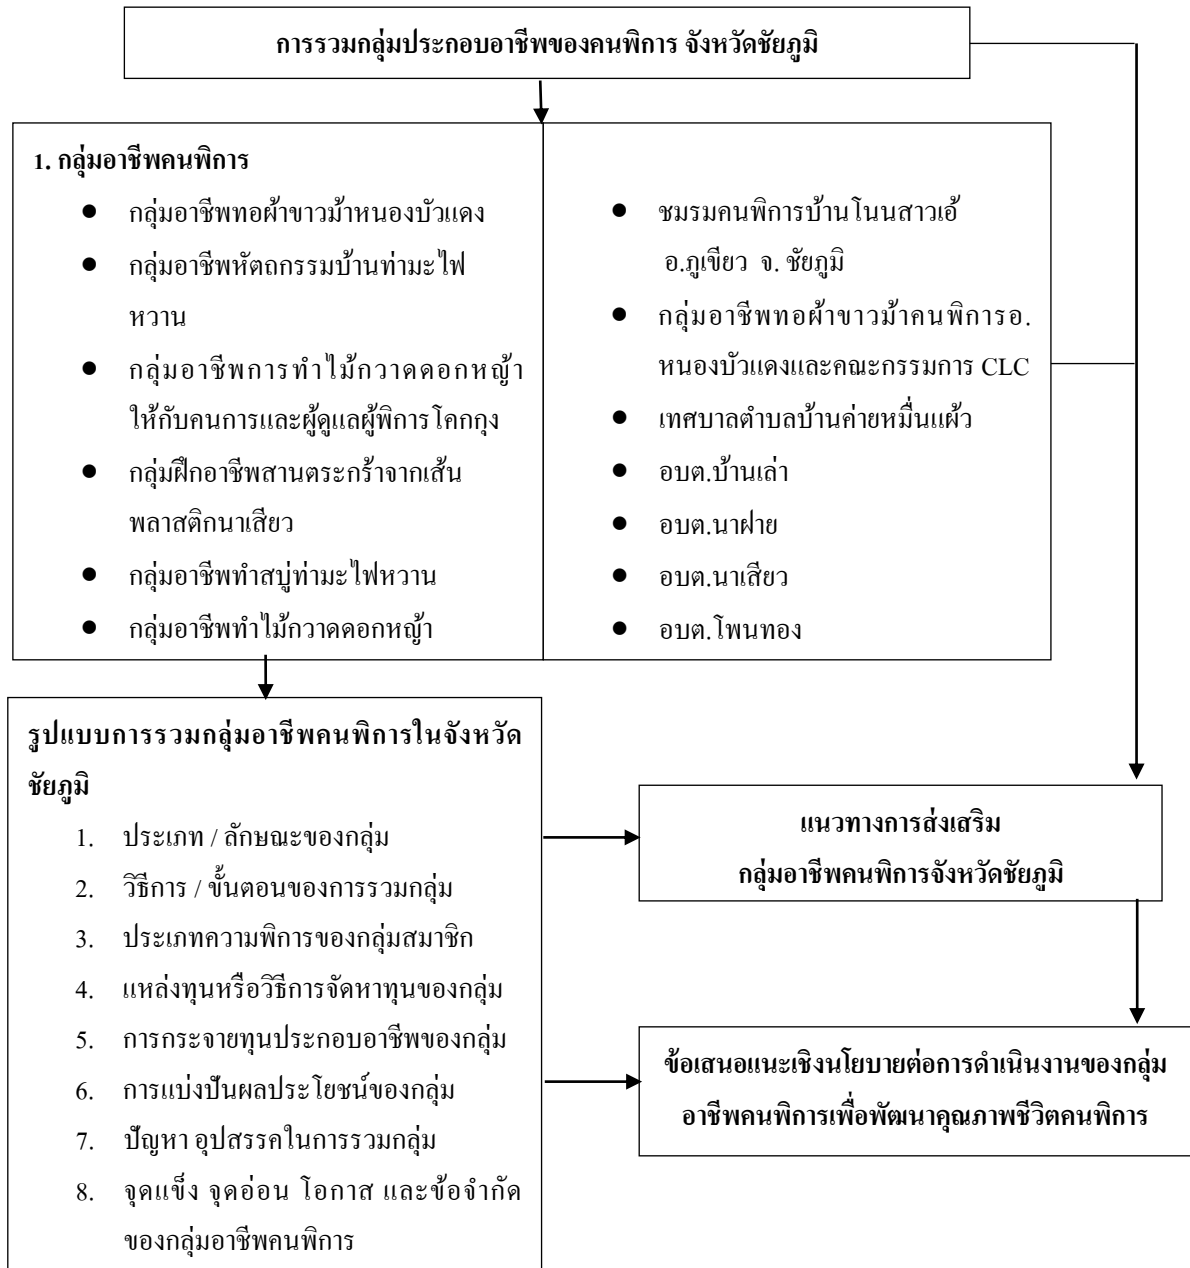 การรวมกลุ่มประกอบอาชีพของคนพิการ จังหวัดชัยภูมิ
1. กลุ่มอาชีพคนพิการ
● กลุ่มอาชีพทอผ้าขาวม้าหนองบัวแดง
● กลุ่มอาชีพหัตถกรรมบ้านท่ามะไฟ
หวาน
● กลุ่มอาชีพการทำไม้กวาดดอกหญ้า
ให้กับคนการและผู้ดูแลผู้พิการโคกกุง
● กลุ่มฝึกอาชีพสานตระกร้าจากเส้น
พลาสติกนาเสียว
● กลุ่มอาชีพทำสบู่ท่ามะไฟหวาน
● กลุ่มอาชีพทำไม้กวาดดอกหญ้า
● ชมรมคนพิการบ้านโนนสาวเอ้
อ.ภูเขียว จ. ชัยภูมิ
● กลุ่มอาชีพทอผ้าขาวม้าคนพิการอ.
หนองบัวแดงและคณะกรรมการ CLC
● เทศบาลตำบลบ้านค่ายหมื่นแผ้ว
● อบต.บ้านเล่า
● อบต.นาฝาย
● อบต.นาเสียว
● อบต.โพนทอง
รูปแบบการรวมกลุ่มอาชีพคนพิการในจังหวัด
ชัยภูมิ
1. ประเภท / ลักษณะของกลุ่ม
2. วิธีการ / ขั้นตอนของการรวมกลุ่ม
3. ประเภทความพิการของกลุ่มสมาชิก
4. แหล่งทุนหรือวิธีการจัดหาทุนของกลุ่ม
5. การกระจายทุนประกอบอาชีพของกลุ่ม
6. การแบ่งปันผลประโยชน์ของกลุ่ม
7. ปัญหา อุปสรรคในการรวมกลุ่ม
8. จุดแข็ง จุดอ่อน โอกาส และข้อจำกัด
ของกลุ่มอาชีพคนพิการ
แนวทางการส่งเสริม
กลุ่มอาชีพคนพิการจังหวัดชัยภูมิ
ข้อเสนอแนะเชิงนโยบายต่อการดำเนินงานของกลุ่ม
อาชีพคนพิการเพื่อพัฒนาคุณภาพชีวิตคนพิการ